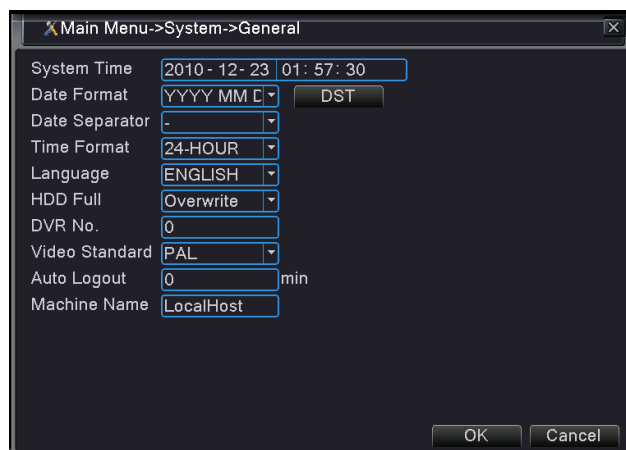 Main Menu->System->General
System Time 2010-12-23 01:57:30
Date Format YYYY MM D DST
Date Separator -
Time Format 24-HOUR
Language ENGLISH
HDD Full Overwrite
DVR No. 0
Video Standard PAL
Auto Logout 0 min
Machine Name LocalHost
OK Cancel